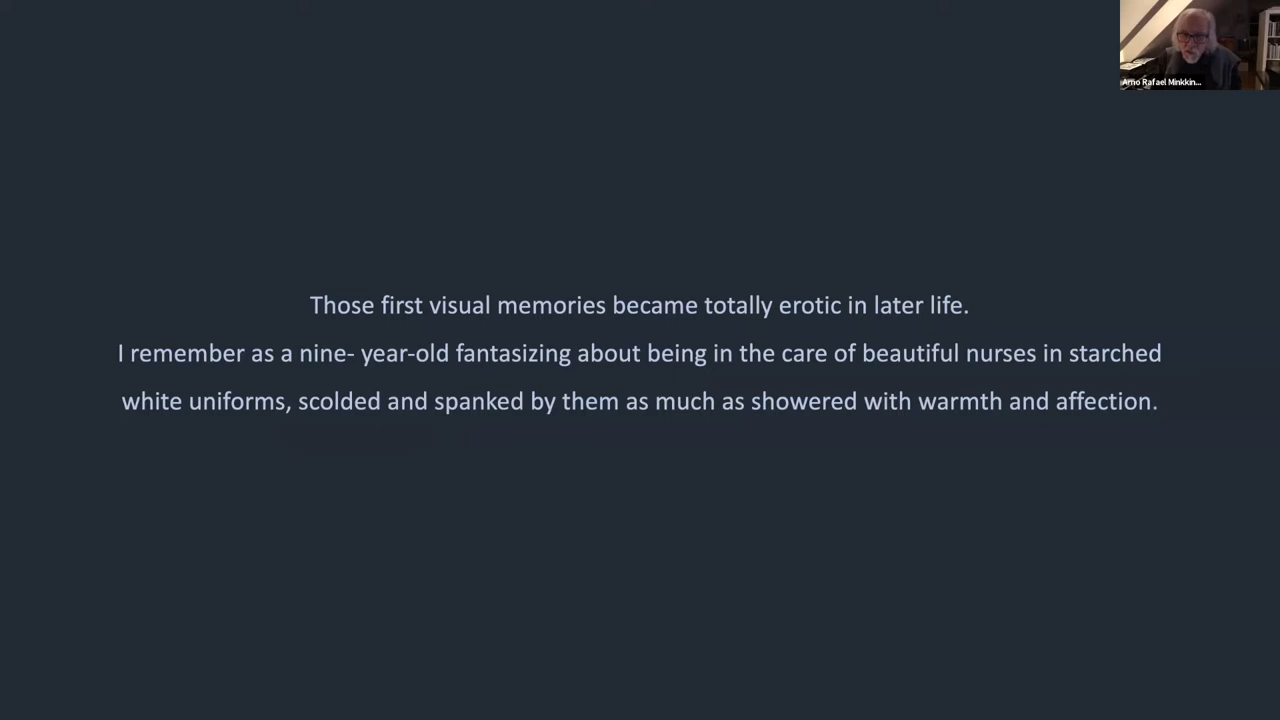 Arno Rafael Minkkin...
Those first visual memories became totally erotic in later life.
I remember as a nine- year-old fantasizing about being in the care of beautiful nurses in starched
white uniforms, scolded and spanked by them as much as showered with warmth and affection.